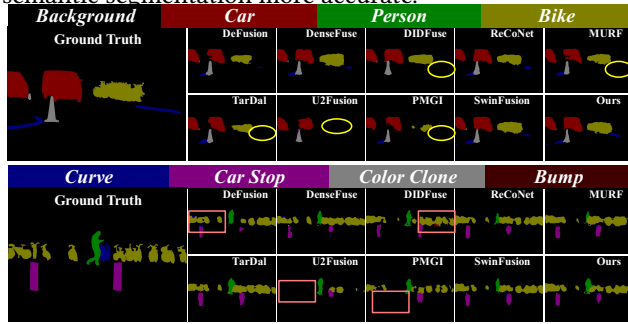 semantic segmentation more accurate.
Background Car Person Bike
Ground Truth DeFusion DenseFuse DIDFuse ReCoNet MURF
TarDal U2Fusion PMGI SwinFusion Ours
Curve Car Stop Color Clone Bump
Ground Truth DeFusion DenseFuse DIDFuse ReCoNet MURF
TarDal U2Fusion PMGI SwinFusion Ours